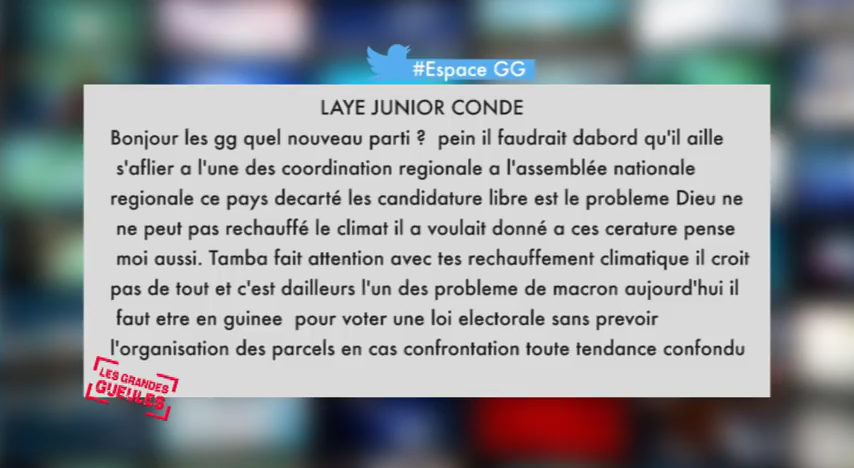 #Espace GG
LAYE JUNIOR CONDE
Bonjour les gg quel nouveau parti ? pein il faudrait dabord qu'il aille
s'aflier a l'une des coordination regionale a l'assemblée nationale
regionale ce pays decarté les candidature libre est le probleme Dieu ne
ne peut pas rechauffé le climat il a voulait donné a ces cerature pense
moi aussi. Tamba fait attention avec tes rechauffement climatique il croit
pas de tout et c'est dailleurs l'un des probleme de macron aujourd'hui il
faut etre en guinee pour voter une loi electorale sans prevoir
l'organisation des parcels en cas confrontation toute tendance confondu
LES GRANDES
GUEULES